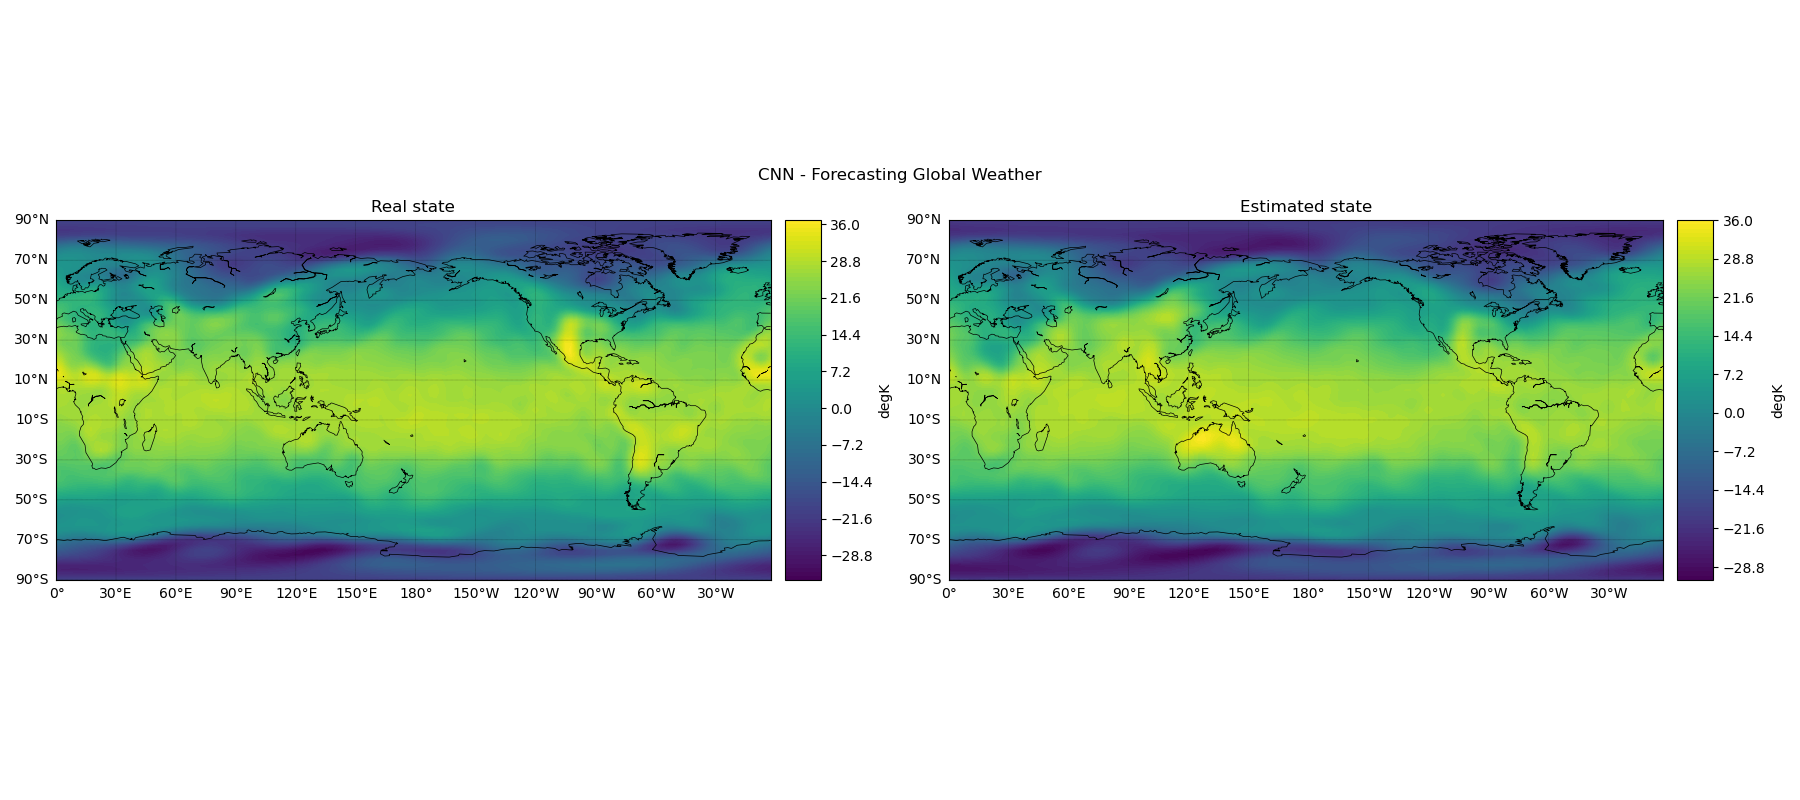 CNN - Forecasting Global Weather
Real state
90°N
70°N
50°N
30°N
10°N
10°S
30°S
50°S
70°S
90°S
0° 30°E 60°E 90°E 120°E 150°E 180° 150°W 120°W 90°W 60°W 30°W
36.0
28.8
21.6
14.4
7.2
0.0
−7.2
−14.4
−21.6
−28.8
degK
Estimated state
90°N
70°N
50°N
30°N
10°N
10°S
30°S
50°S
70°S
90°S
0° 30°E 60°E 90°E 120°E 150°E 180° 150°W 120°W 90°W 60°W 30°W
36.0
28.8
21.6
14.4
7.2
0.0
−7.2
−14.4
−21.6
−28.8
degK